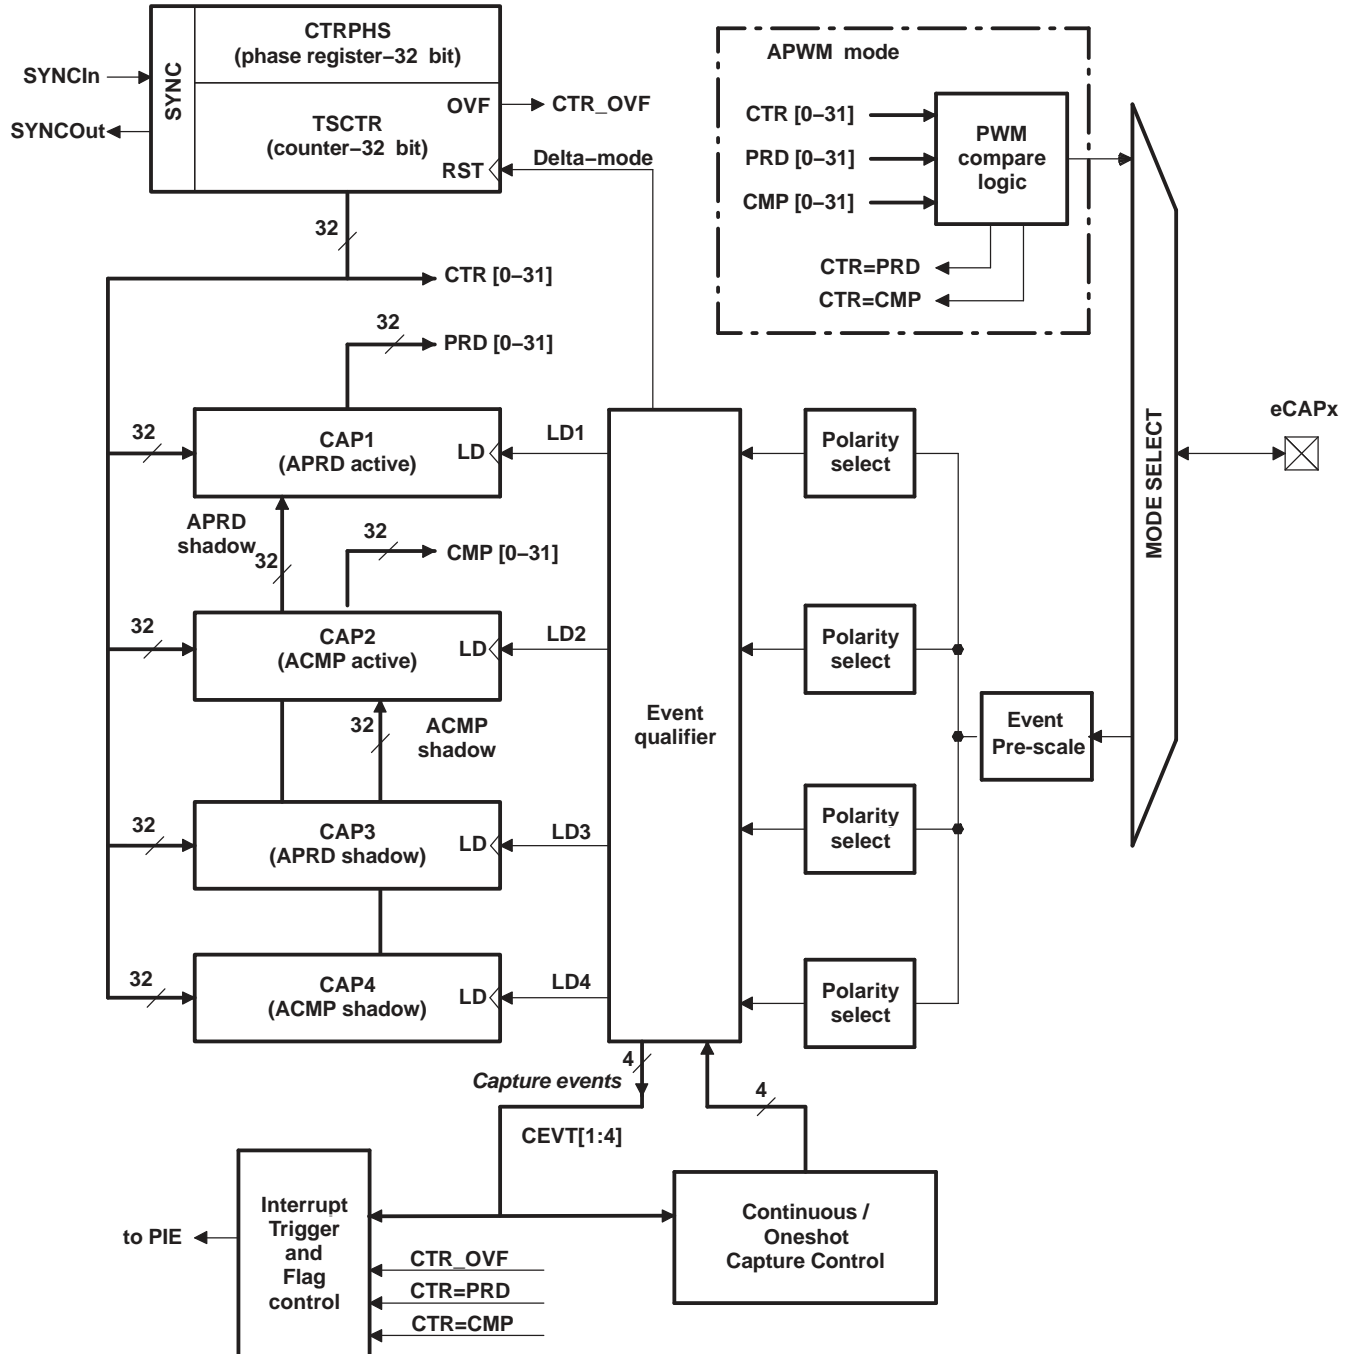 CTRPHS
(phase register−32 bit)
APWM mode
SYNCIn
SYNC
OVF
CTR_OVF
SYNCOut
TSCTR
(counter−32 bit)
RST
Delta−mode
CTR [0−31]
PRD [0−31]
CMP [0−31]
PWM
compare
logic
32
CTR [0−31]
CTR=PRD
CTR=CMP
32
PRD [0−31]
eCAPx
MODE SELECT
32
CAP1
(APRD active)
LD
LD1
Polarity
select
APRD
shadow
32
32
CMP [0−31]
32
CAP2
(ACMP active)
LD
LD2
Polarity
select
32
ACMP
shadow
Event
qualifier
Event
Pre-scale
32
CAP3
(APRD shadow)
LD
LD3
Polarity
select
32
CAP4
(ACMP shadow)
LD
LD4
Polarity
select
4
Capture events
4
CEVT[1:4]
Interrupt
Trigger
and
Flag
control
to PIE
Continuous /
Oneshot
Capture Control
CTR_OVF
CTR=PRD
CTR=CMP